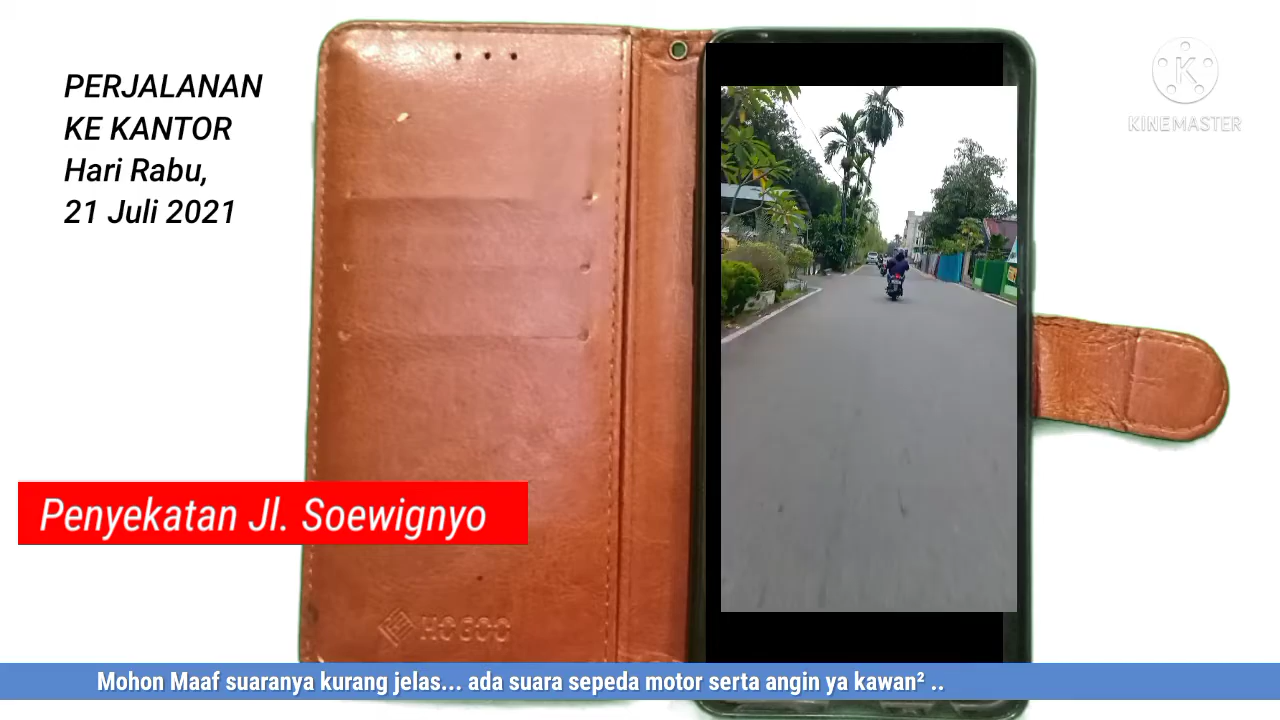 PERJALANAN
KE KANTOR
Hari Rabu,
21 Juli 2021
KINEMASTER
Penyekatan Jl. Soewignyo
HOGOO
Mohon Maaf suaranya kurang jelas... ada suara sepeda motor serta angin ya kawan² ..